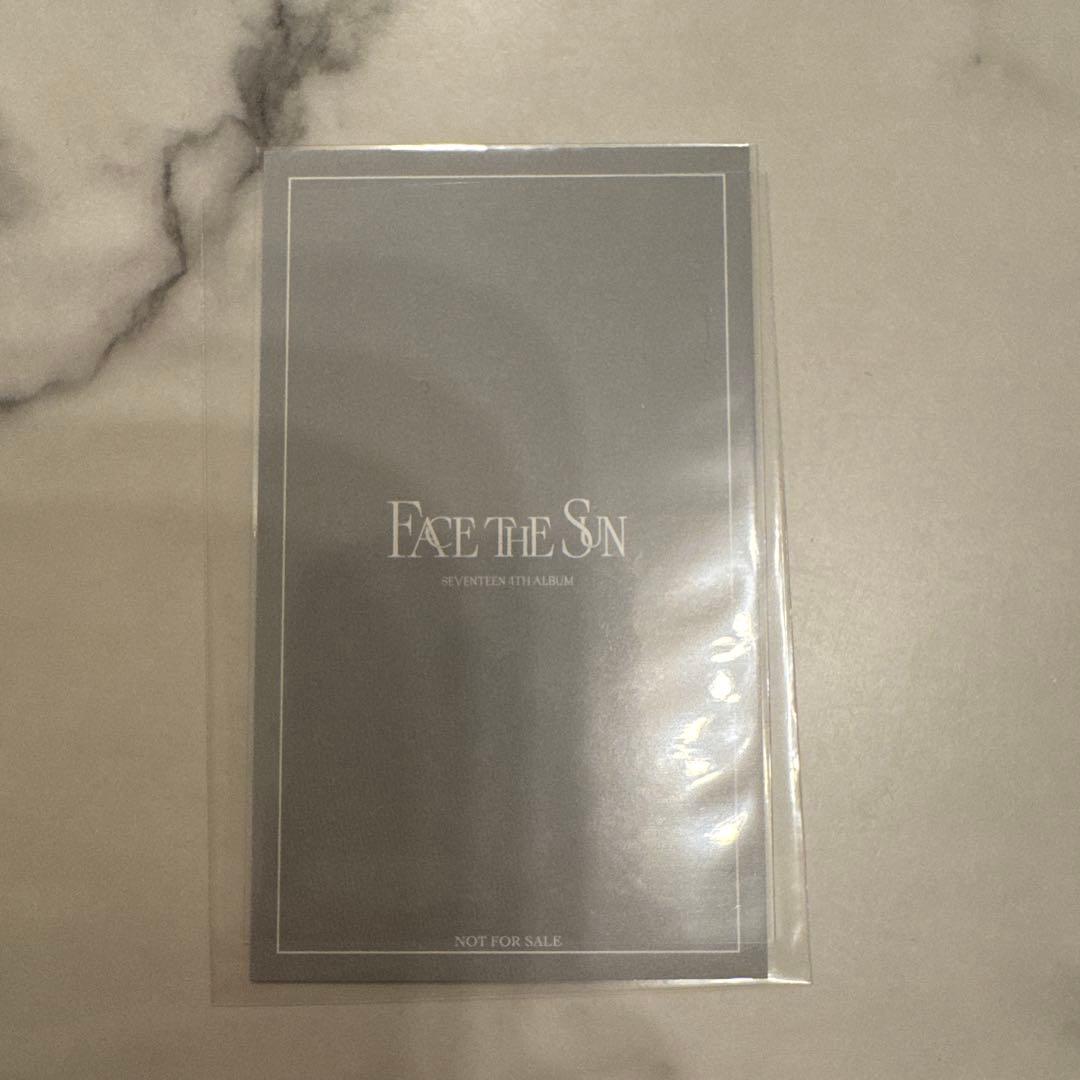 FACE THE SUN
SEVENTEEN 4TH ALBUM
NOT FOR SALE